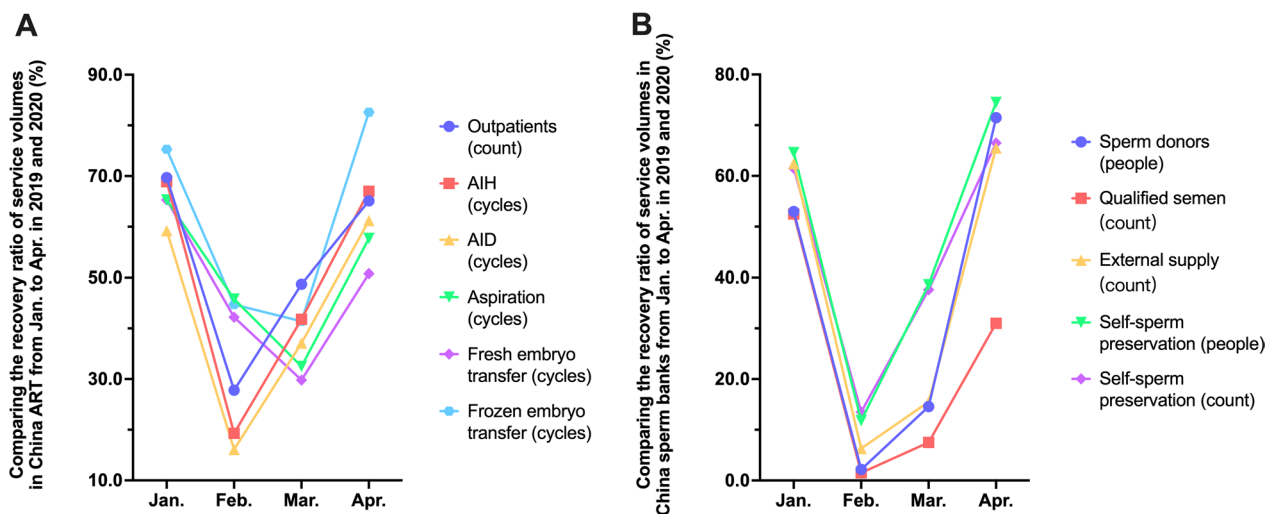 A
Comparing the recovery ratio of service volumes
in China ART from Jan. to Apr. in 2019 and 2020 (%)
90.0
70.0
50.0
30.0
10.0
Jan.
Feb.
Mar.
Apr.
Outpatients
(count)
AIH
(cycles)
AID
(cycles)
Aspiration
(cycles)
Fresh embryo
transfer (cycles)
Frozen embryo
transfer (cycles)
B
Comparing the recovery ratio of service volumes in
China sperm banks from Jan. to Apr. in 2019 and 2020 (%)
80.0
60.0
40.0
20.0
0.0
Jan.
Feb.
Mar.
Apr.
Sperm donors
(people)
Qualified semen
(count)
External supply
(count)
Self-sperm
preservation (people)
Self-sperm
preservation (count)